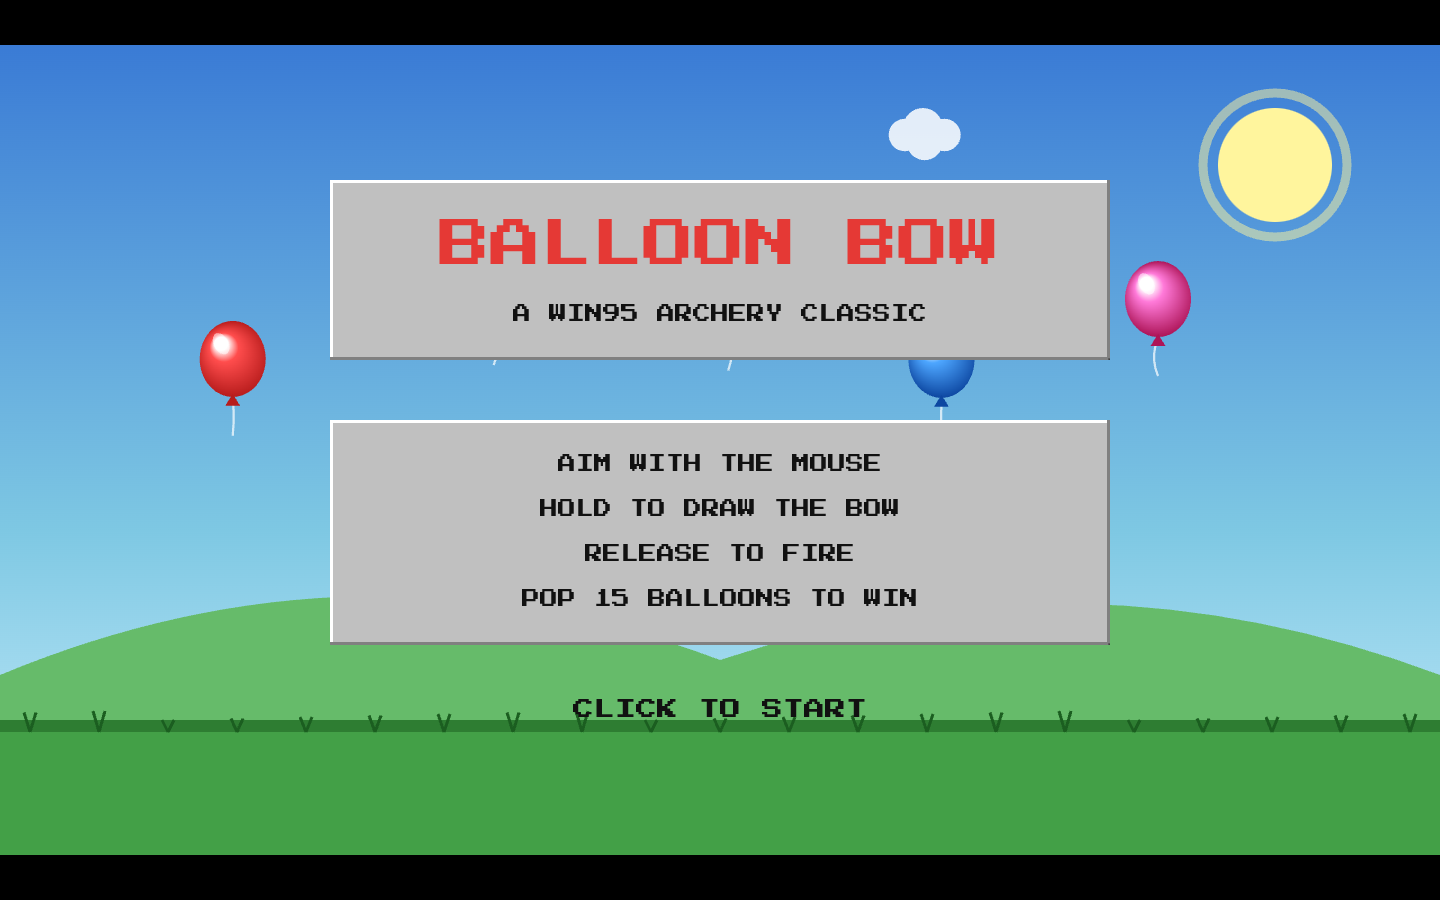 BALLOON BOW
A WIN95 ARCHERY CLASSIC
AIM WITH THE MOUSE
HOLD TO DRAW THE BOW
RELEASE TO FIRE
POP 15 BALLOONS TO WIN
CLICK TO START